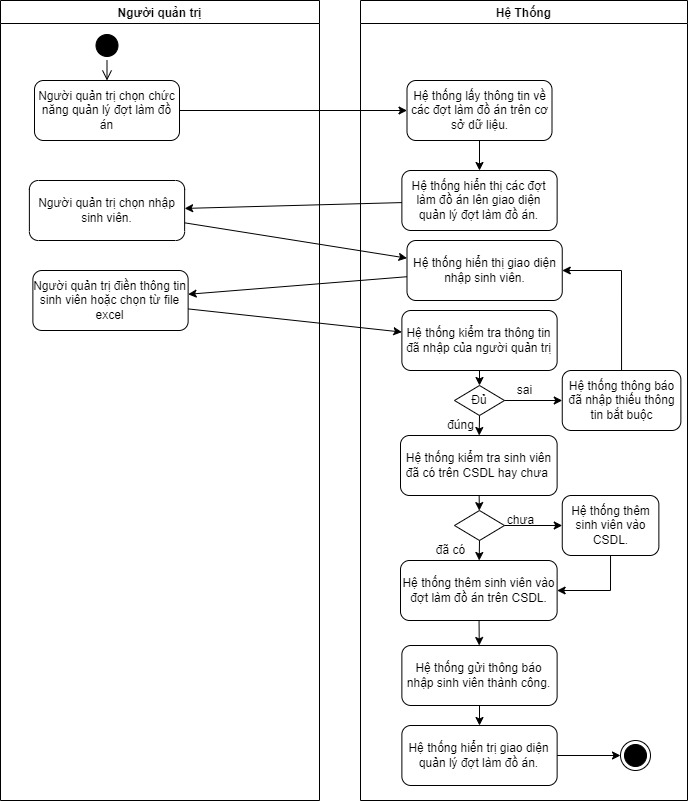 Người quản trị
Hệ Thống
Người quản trị chọn chức
năng quản lý đợt làm đồ
án
Hệ thống lấy thông tin về
các đợt làm đồ án trên cơ
sở dữ liệu.
Hệ thống hiển thị các đợt
làm đồ án lên giao diện
quản lý đợt làm đồ án.
Người quản trị chọn nhập
sinh viên.
Hệ thống hiển thị giao diện
nhập sinh viên.
Người quản trị điền thông tin
sinh viên hoặc chọn từ file
excel
Hệ thống kiểm tra thông tin
đã nhập của người quản trị
Đủ
sai
Hệ thống thông báo
đã nhập thiếu thông
tin bắt buộc
đúng
Hệ thống kiểm tra sinh viên
đã có trên CSDL hay chưa
chưa
Hệ thống thêm
sinh viên vào
CSDL.
đã có
Hệ thống thêm sinh viên vào
đợt làm đồ án trên CSDL.
Hệ thống gửi thông báo
nhập sinh viên thành công.
Hệ thống hiển trị giao diện
quản lý đợt làm đồ án.